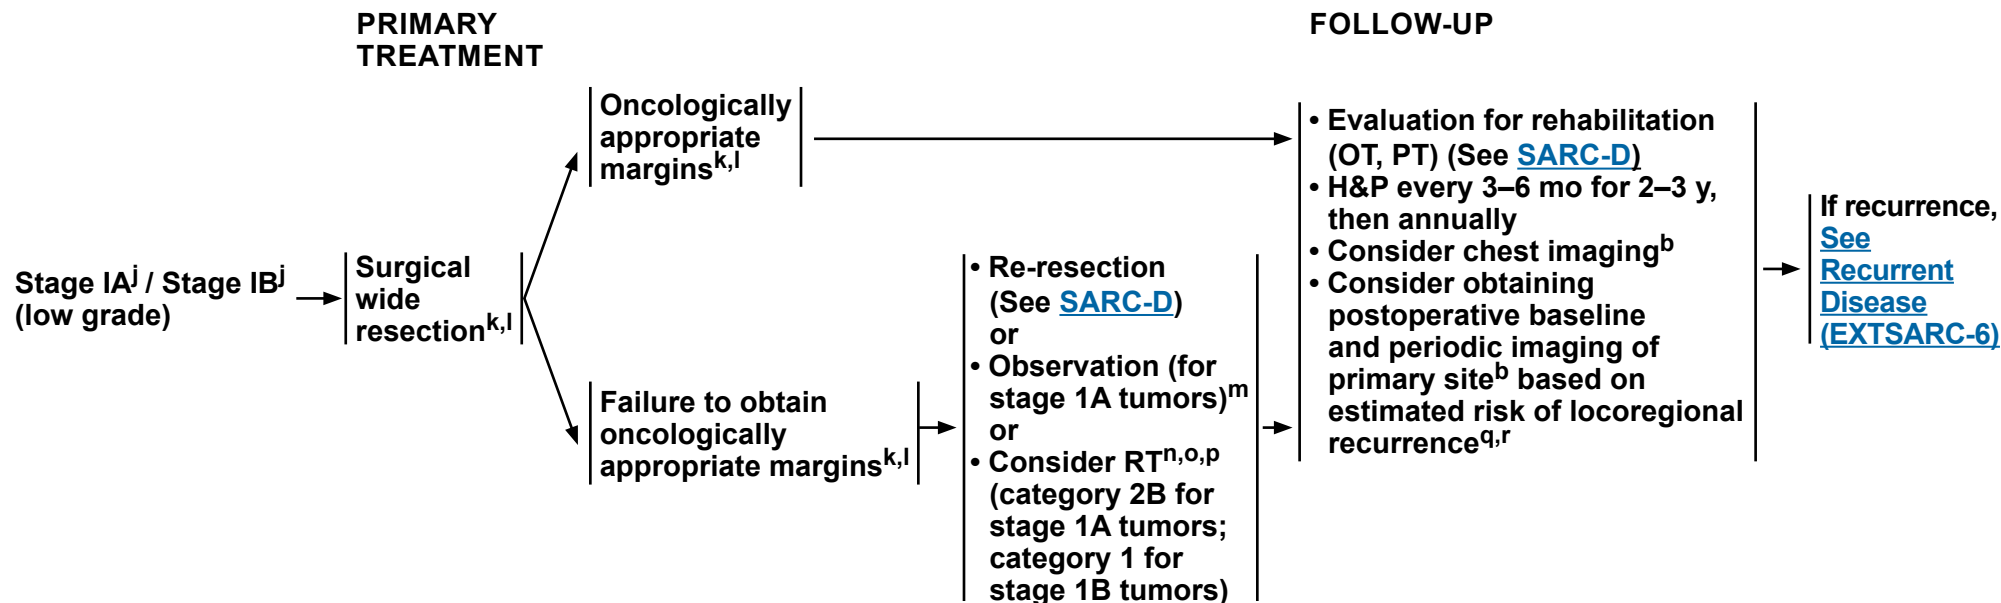 PRIMARY
TREATMENT
FOLLOW-UP
Stage IAʲ / Stage IBʲ
(low grade)
Surgical
wide
resectionᵏ,ˡ
Oncologically
appropriate
marginsᵏ,ˡ
Failure to obtain
oncologically
appropriate marginsᵏ,ˡ
• Re-resection
(See SARC-D)
or
• Observation (for
stage 1A tumors)ᵐ
or
• Consider RTⁿ,ᵒ,ᵖ
(category 2B for
stage 1A tumors;
category 1 for
stage 1B tumors)
• Evaluation for rehabilitation
(OT, PT) (See SARC-D)
• H&P every 3–6 mo for 2–3 y,
then annually
• Consider chest imagingᵇ
• Consider obtaining
postoperative baseline
and periodic imaging of
primary siteᵇ based on
estimated risk of locoregional
recurrence^q,r
If recurrence,
See
Recurrent
Disease
(EXTSARC-6)